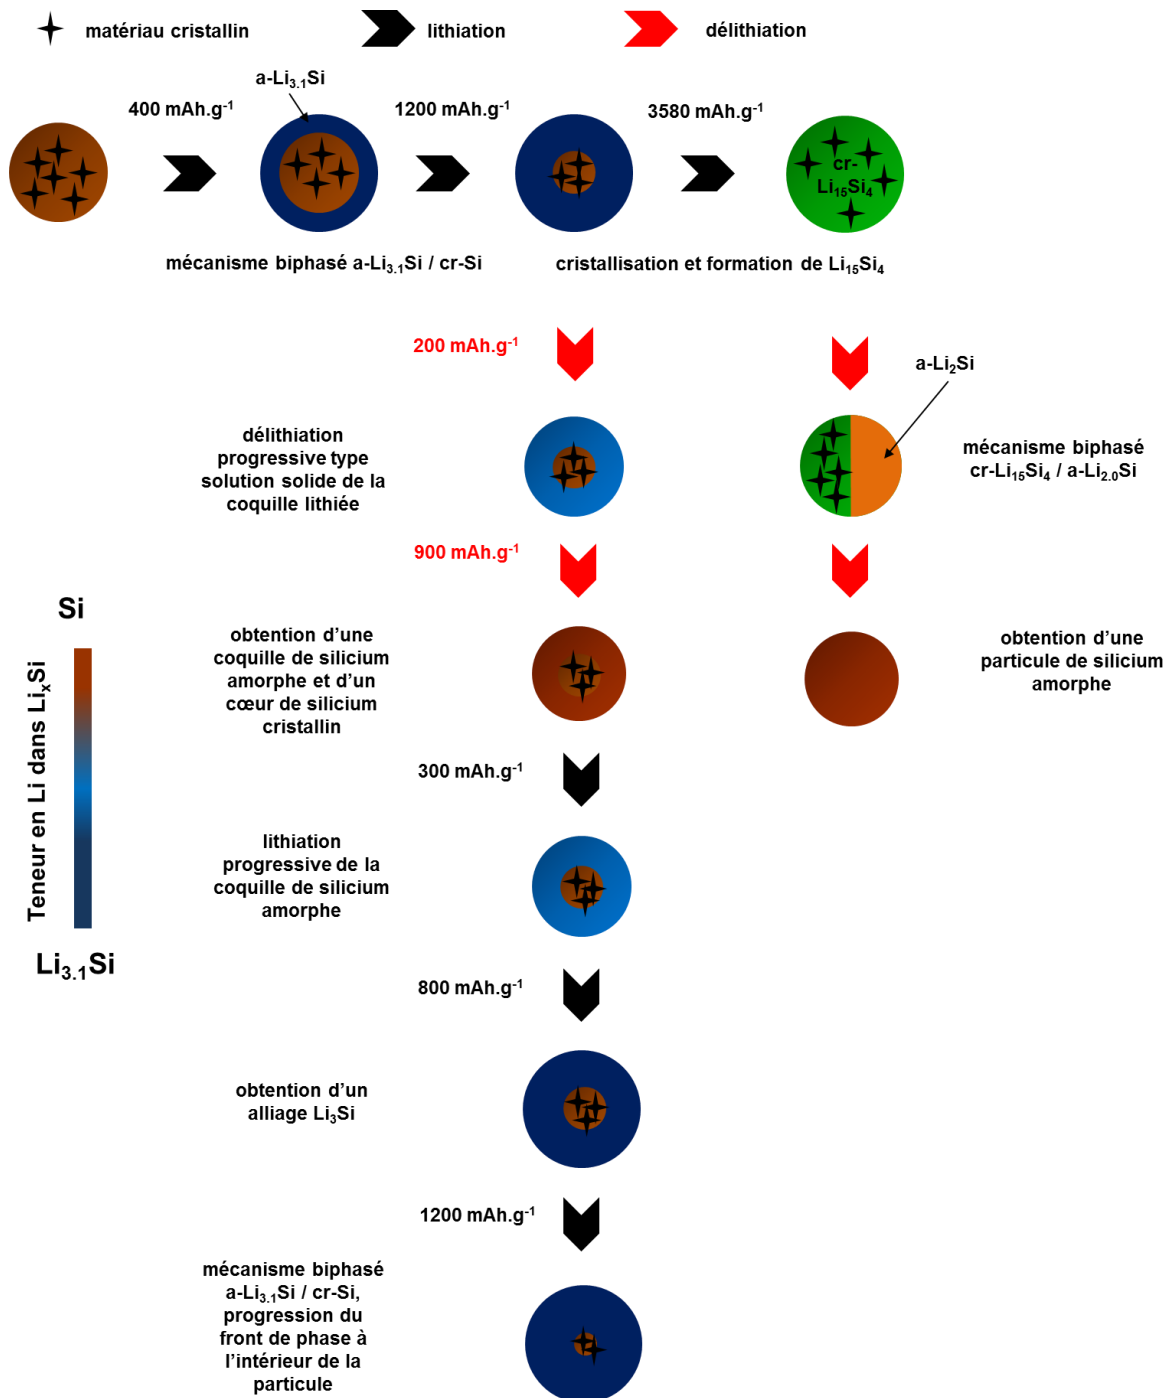 matériau cristallin
lithiation
délithiation
a-Li3.1Si
400 mAh.g-1
1200 mAh.g-1
3580 mAh.g-1
cr-
Li15Si4
mécanisme biphasé a-Li3.1Si / cr-Si
cristallisation et formation de Li15Si4
200 mAh.g-1
a-Li2Si
délithiation
progressive type
solution solide de la
coquille lithiée
mécanisme biphasé
cr-Li15Si4 / a-Li2.0Si
900 mAh.g-1
Si
Teneur en Li dans LixSi
Li3.1Si
obtention d’une
coquille de silicium
amorphe et d’un
cœur de silicium
cristallin
obtention d’une
particule de silicium
amorphe
300 mAh.g-1
lithiation
progressive de la
coquille de silicium
amorphe
800 mAh.g-1
obtention d’un
alliage Li3Si
1200 mAh.g-1
mécanisme biphasé
a-Li3.1Si / cr-Si,
progression du
front de phase à
l’intérieur de la
particule